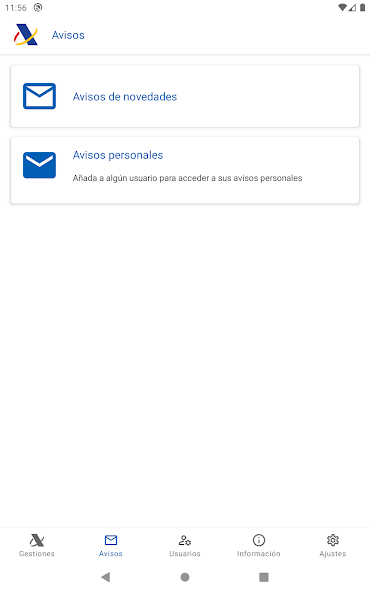 11:56
Avisos
Avisos de novedades
Avisos personales
Añada a algún usuario para acceder a sus avisos personales
Gestiones
Avisos
Usuarios
Información
Ajustes